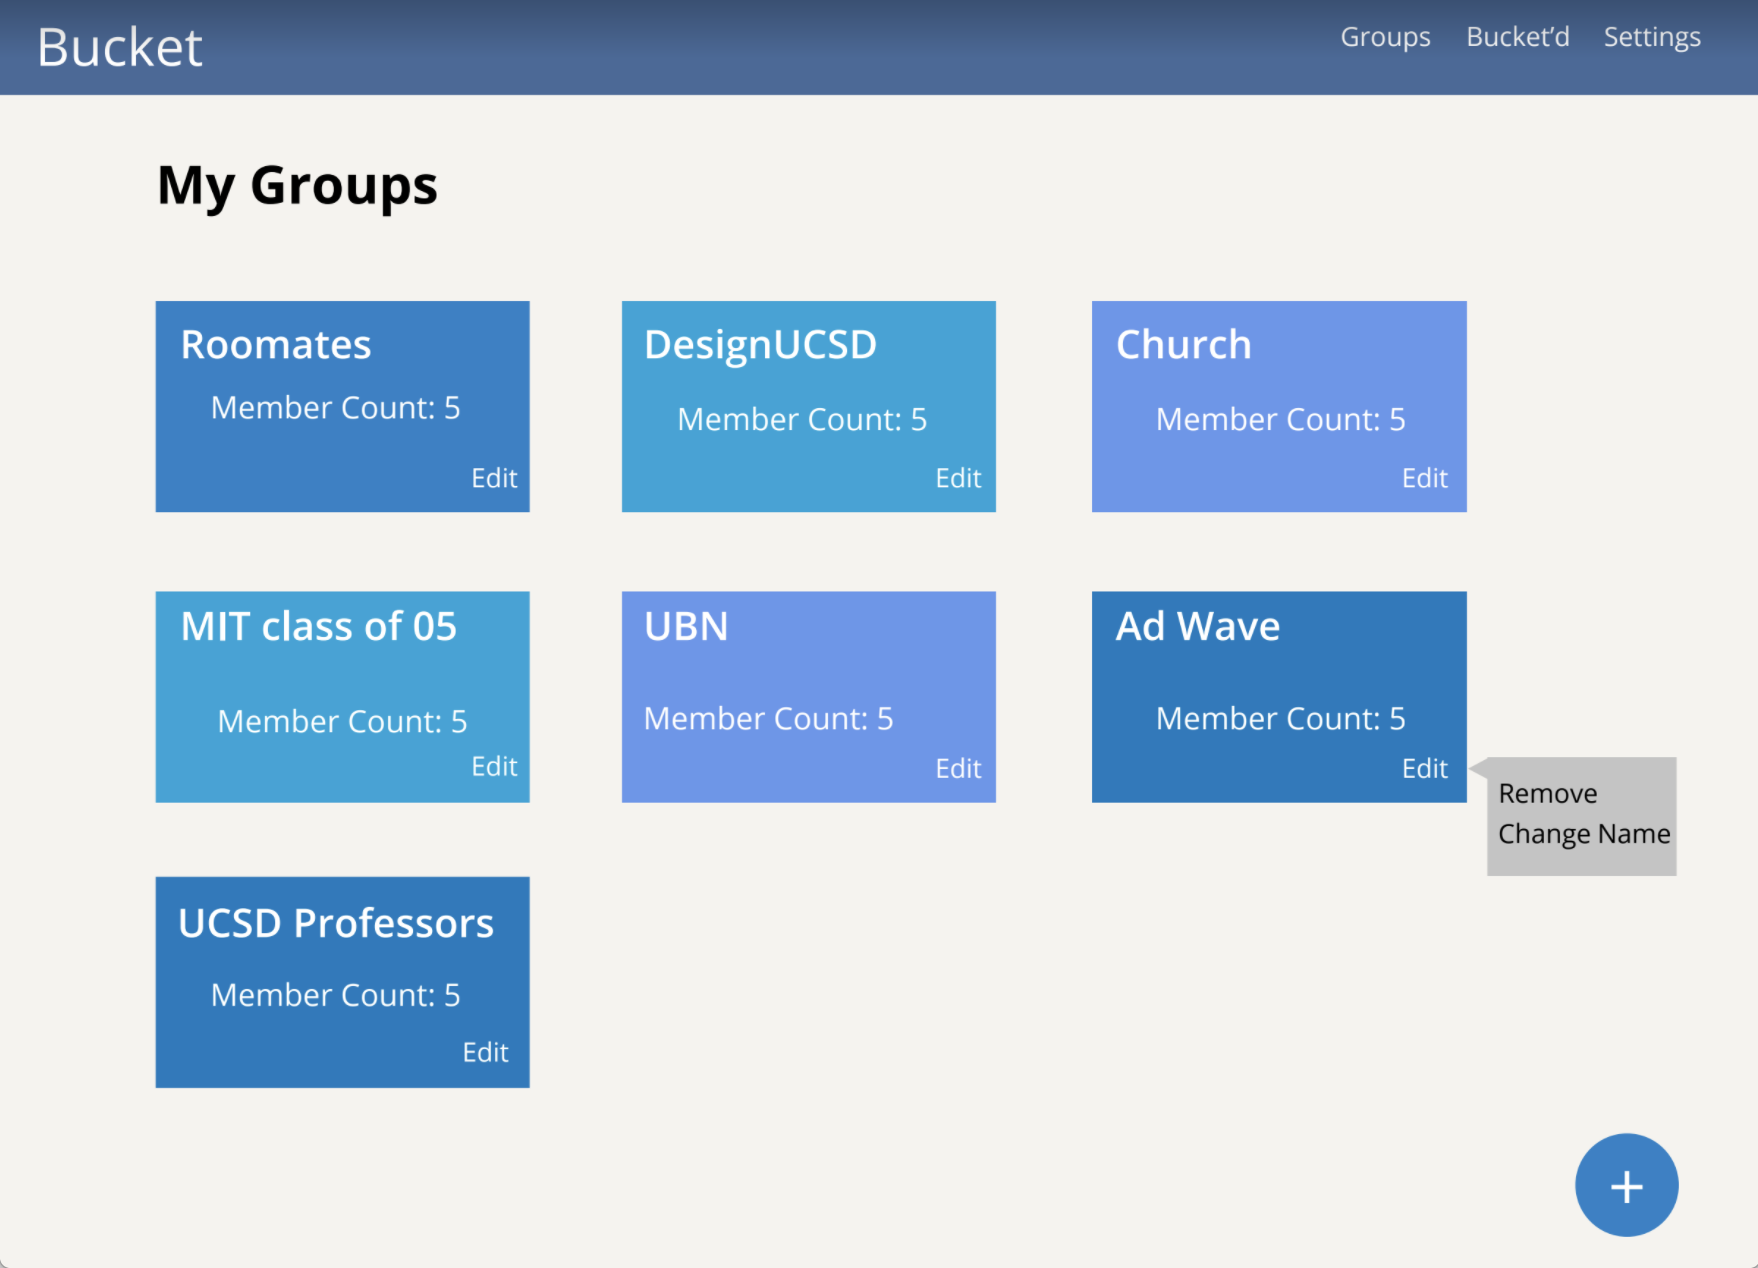 Bucket
Groups Bucket'd Settings
My Groups
Roomates
Member Count: 5
Edit
DesignUCSD
Member Count: 5
Edit
Church
Member Count: 5
Edit
MIT class of 05
Member Count: 5
Edit
UBN
Member Count: 5
Edit
Ad Wave
Member Count: 5
Edit
Remove
Change Name
UCSD Professors
Member Count: 5
Edit
+